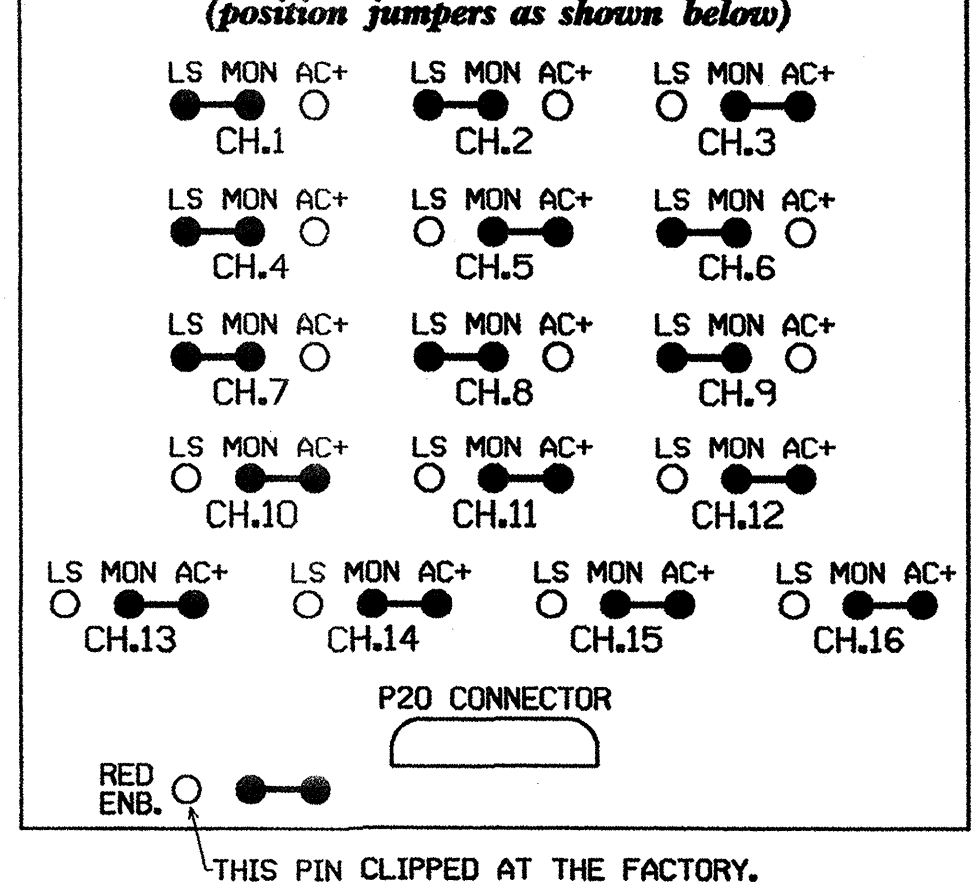 (position jumpers as shown below)
LS MON AC+ LS MON AC+ LS MON AC+
CH.1 CH.2 CH.3
LS MON AC+ LS MON AC+ LS MON AC+
CH.4 CH.5 CH.6
LS MON AC+ LS MON AC+ LS MON AC+
CH.7 CH.8 CH.9
LS MON AC+ LS MON AC+ LS MON AC+
CH.10 CH.11 CH.12
LS MON AC+ LS MON AC+ LS MON AC+ LS MON AC+
CH.13 CH.14 CH.15 CH.16
P20 CONNECTOR
RED
ENB.
THIS PIN CLIPPED AT THE FACTORY.